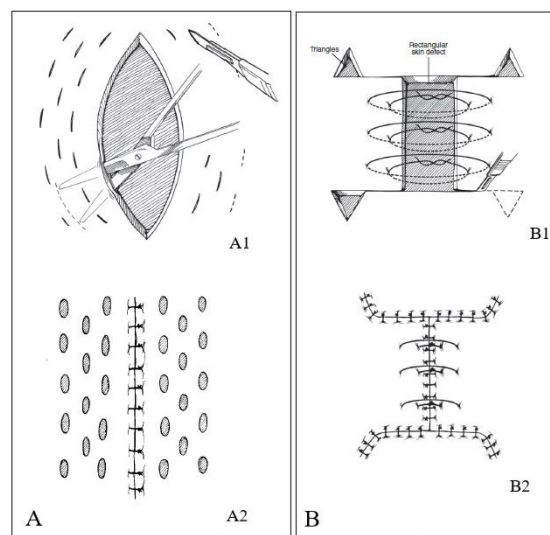 Triangles
Rectangular
skin defect
A1
B1
A
A2
B
B2